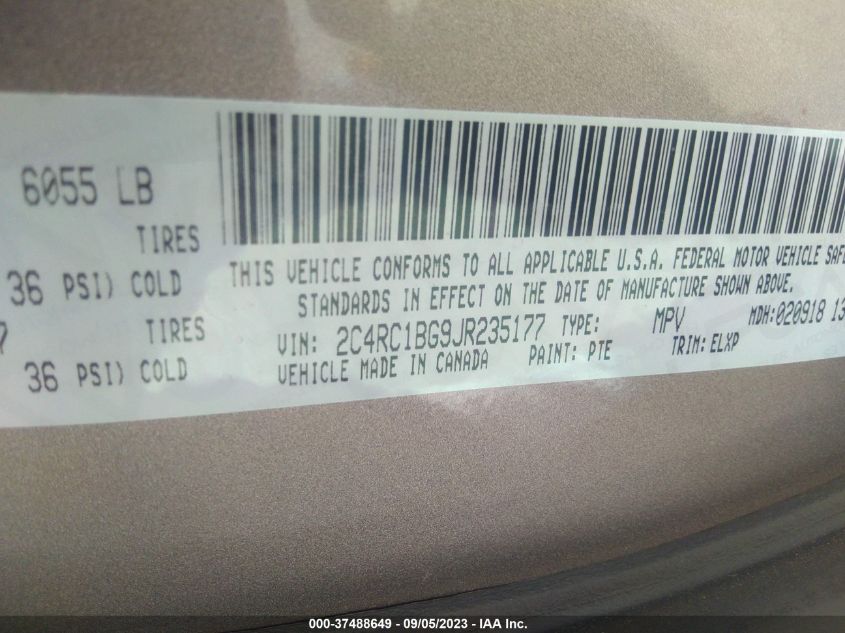 6055 LB
TIRES
36 PSI) COLD
7 TIRES
36 PSI) COLD
THIS VEHICLE CONFORMS TO ALL APPLICABLE U.S.A. FEDERAL MOTOR VEHICLE SAFE
STANDARDS IN EFFECT ON THE DATE OF MANUFACTURE SHOWN ABOVE.
VIN: 2C4RC1BG9JR235177 TYPE: MPV MDH:020918 13
VEHICLE MADE IN CANADA PAINT: PTE TRIM: ELXP
000-37488649 - 09/05/2023 - IAA Inc.